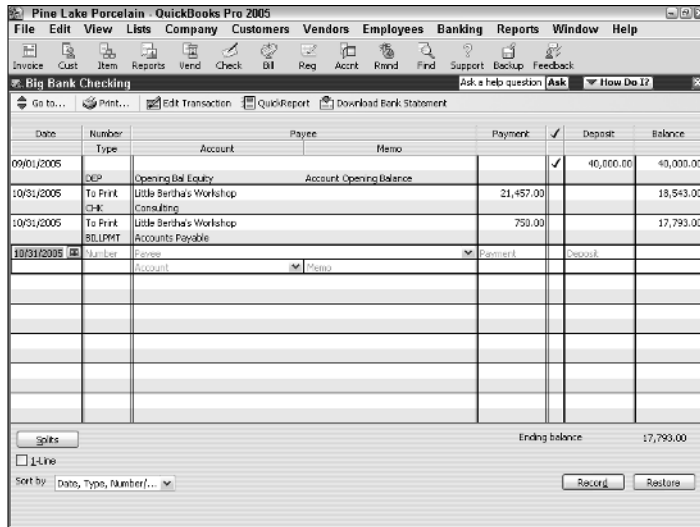 Pine Lake Porcelain - QuickBooks Pro 2005
File Edit View Lists Company Customers Vendors Employees Banking Reports Window Help
Invoice Cust Item Reports Vend Check Bill Reg Accnt Rmnd Find Support Backup Feedback
Big Bank Checking Ask a help question Ask How Do I?
Go to... Print... Edit Transaction QuickReport Download Bank Statement
Date Number Payee Payment ✓ Deposit Balance
Type Account Memo
09/01/2005 ✓ 40,000.00 40,000.00
DEP Opening Bal Equity Account Opening Balance
10/31/2005 To Print Little Bertha's Workshop 21,457.00 18,543.00
CHK Consulting
10/31/2005 To Print Little Bertha's Workshop 750.00 17,793.00
BILLPMT Accounts Payable
10/31/2005 Number Payee Payment Deposit
Account Memo
Splits Ending balance 17,793.00
1-Line
Sort by Date, Type, Number/... Record Restore